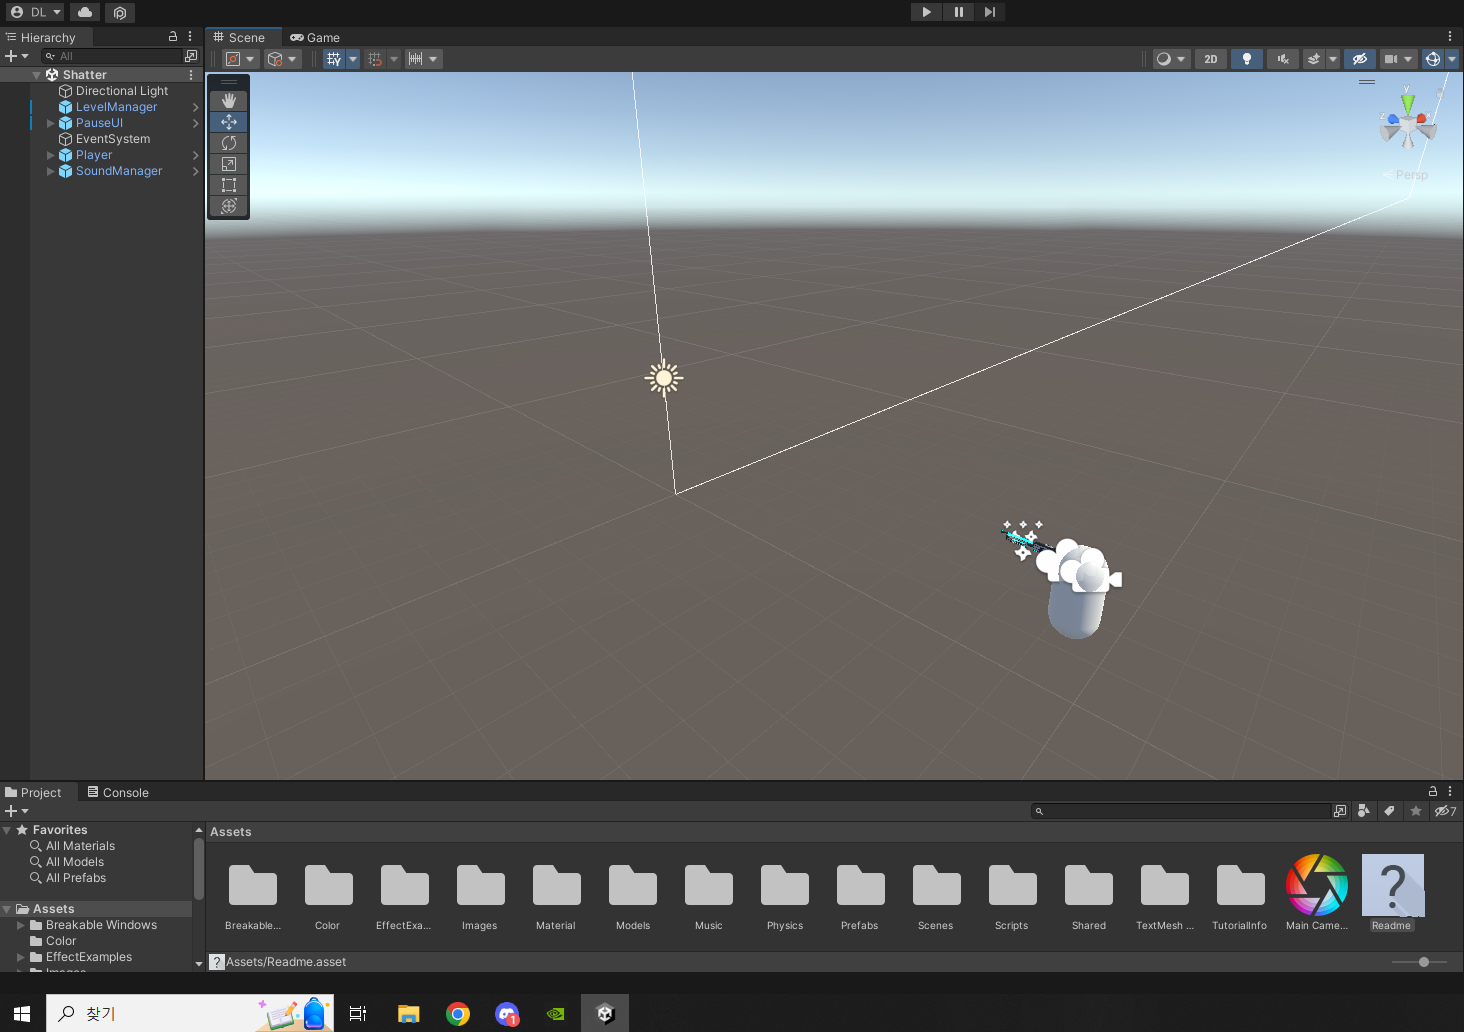 DL
Hierarchy
Scene
Game
All
2D
Shatter
Directional Light
LevelManager
PauseUI
EventSystem
Player
SoundManager
y
Persp
Project
Console
7
Favorites
All Materials
All Models
All Prefabs
Assets
Breakable Windows
Color
EffectExamples
Images
Assets
Breakable...
Color
EffectExa...
Images
Material
Models
Music
Physics
Prefabs
Scenes
Scripts
Shared
TextMesh ...
TutorialInfo
Main Came...
Readme
Assets/Readme.asset
찾기
1